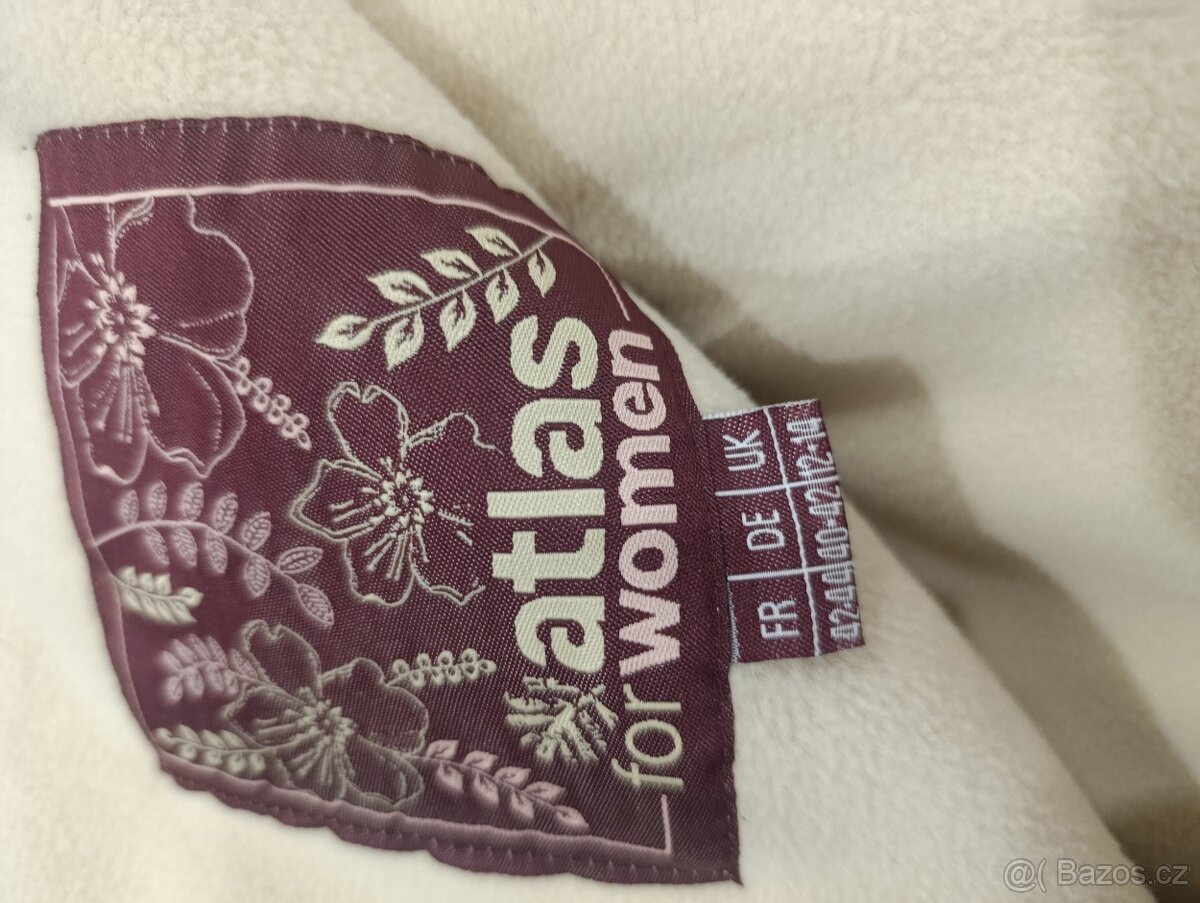 atlas
for women
FR DE UK
42-44 40-42 12-14
@( Bazos.cz